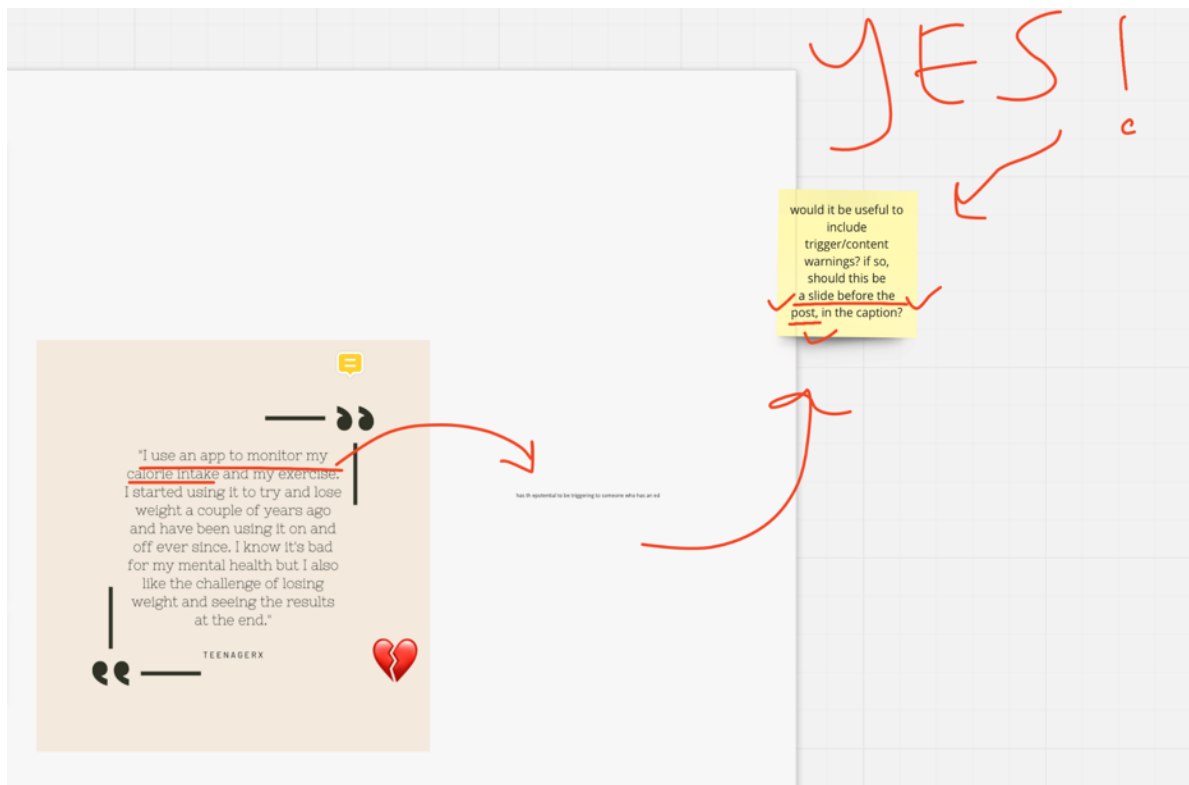 YES!
would it be useful to
include
trigger/content
warnings? if so,
should this be
a slide before the
post, in the caption?
"I use an app to monitor my
calorie intake and my exercise.
I started using it to try and lose
weight a couple of years ago
and have been using it on and
off ever since. I know it's bad
for my mental health but I also
like the challenge of losing
weight and seeing the results
at the end."
TEENAGERX
has th epotential to be triggering to someone who has an ed